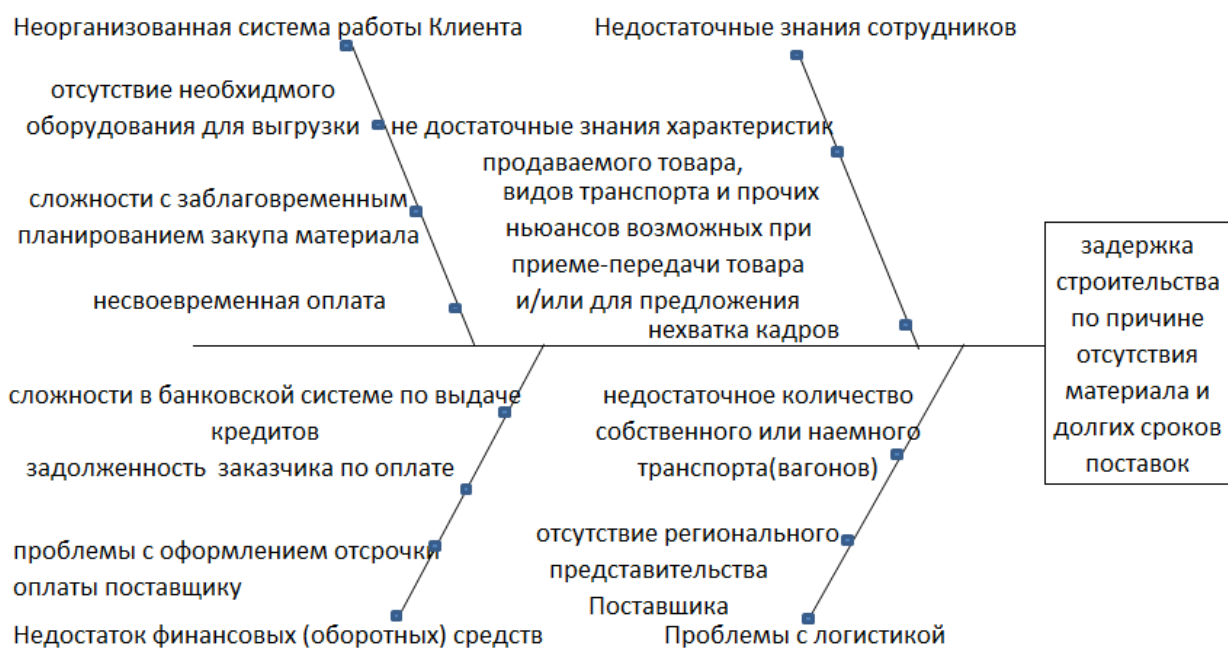 Неорганизованная система работы Клиента
Недостаточные знания сотрудников
отсутствие необхидмого
оборудования для выгрузки
сложности с заблаговременным
планированием закупа материала
несвоевременная оплата
не достаточные знания характеристик
продаваемого товара,
видов транспорта и прочих
ньюансов возможных при
приеме-передачи товара
и/или для предложения
нехватка кадров
задержка
строительства
по причине
отсутствия
материала и
долгих сроков
поставок
сложности в банковской системе по выдаче
кредитов
задолженность заказчика по оплате
проблемы с оформлением отсрочки
оплаты поставщику
Недостаток финансовых (оборотных) средств
недостаточное количество
собственного или наемного
транспорта(вагонов)
отсутствие регионального
представительства
Поставшика
Проблемы с логистикой